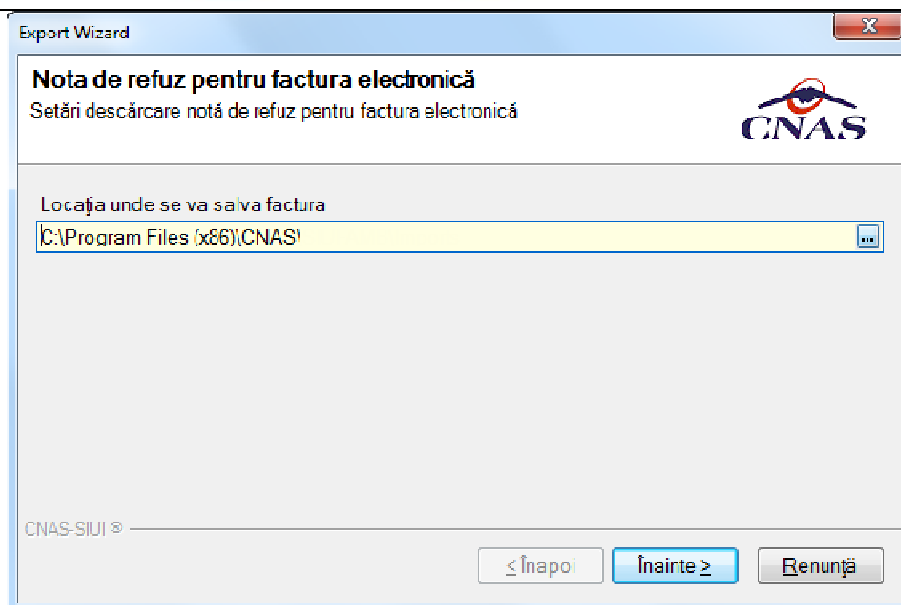 Export Wizard
Nota de refuz pentru factura electronică
Setări descărcare notă de refuz pentru factura electronică
CNAS
Locația unde se va salva factura
C:\Program Files (x86)\CNAS\
...
CNAS-SIUI ®
< Înapoi
Înainte >
Renunță